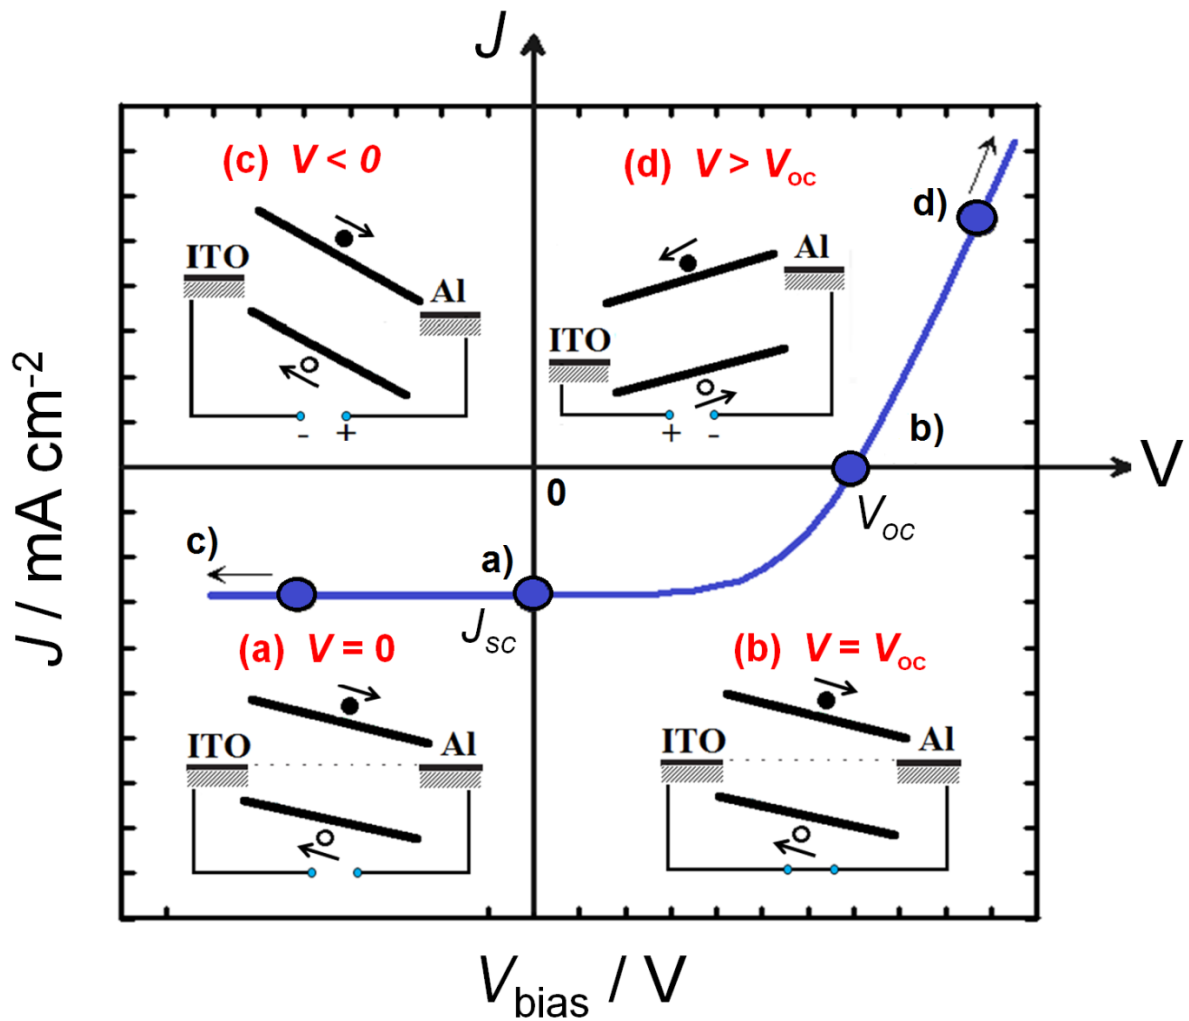 J
(c) V < 0
(d) V > Voc
d)
ITO
Al
Al
ITO
- +
+ -
b)
V
0
Voc
c)
a)
Jsc
(a) V = 0
(b) V = Voc
ITO
Al
ITO
Al
J / mA cm-2
Vbias / V